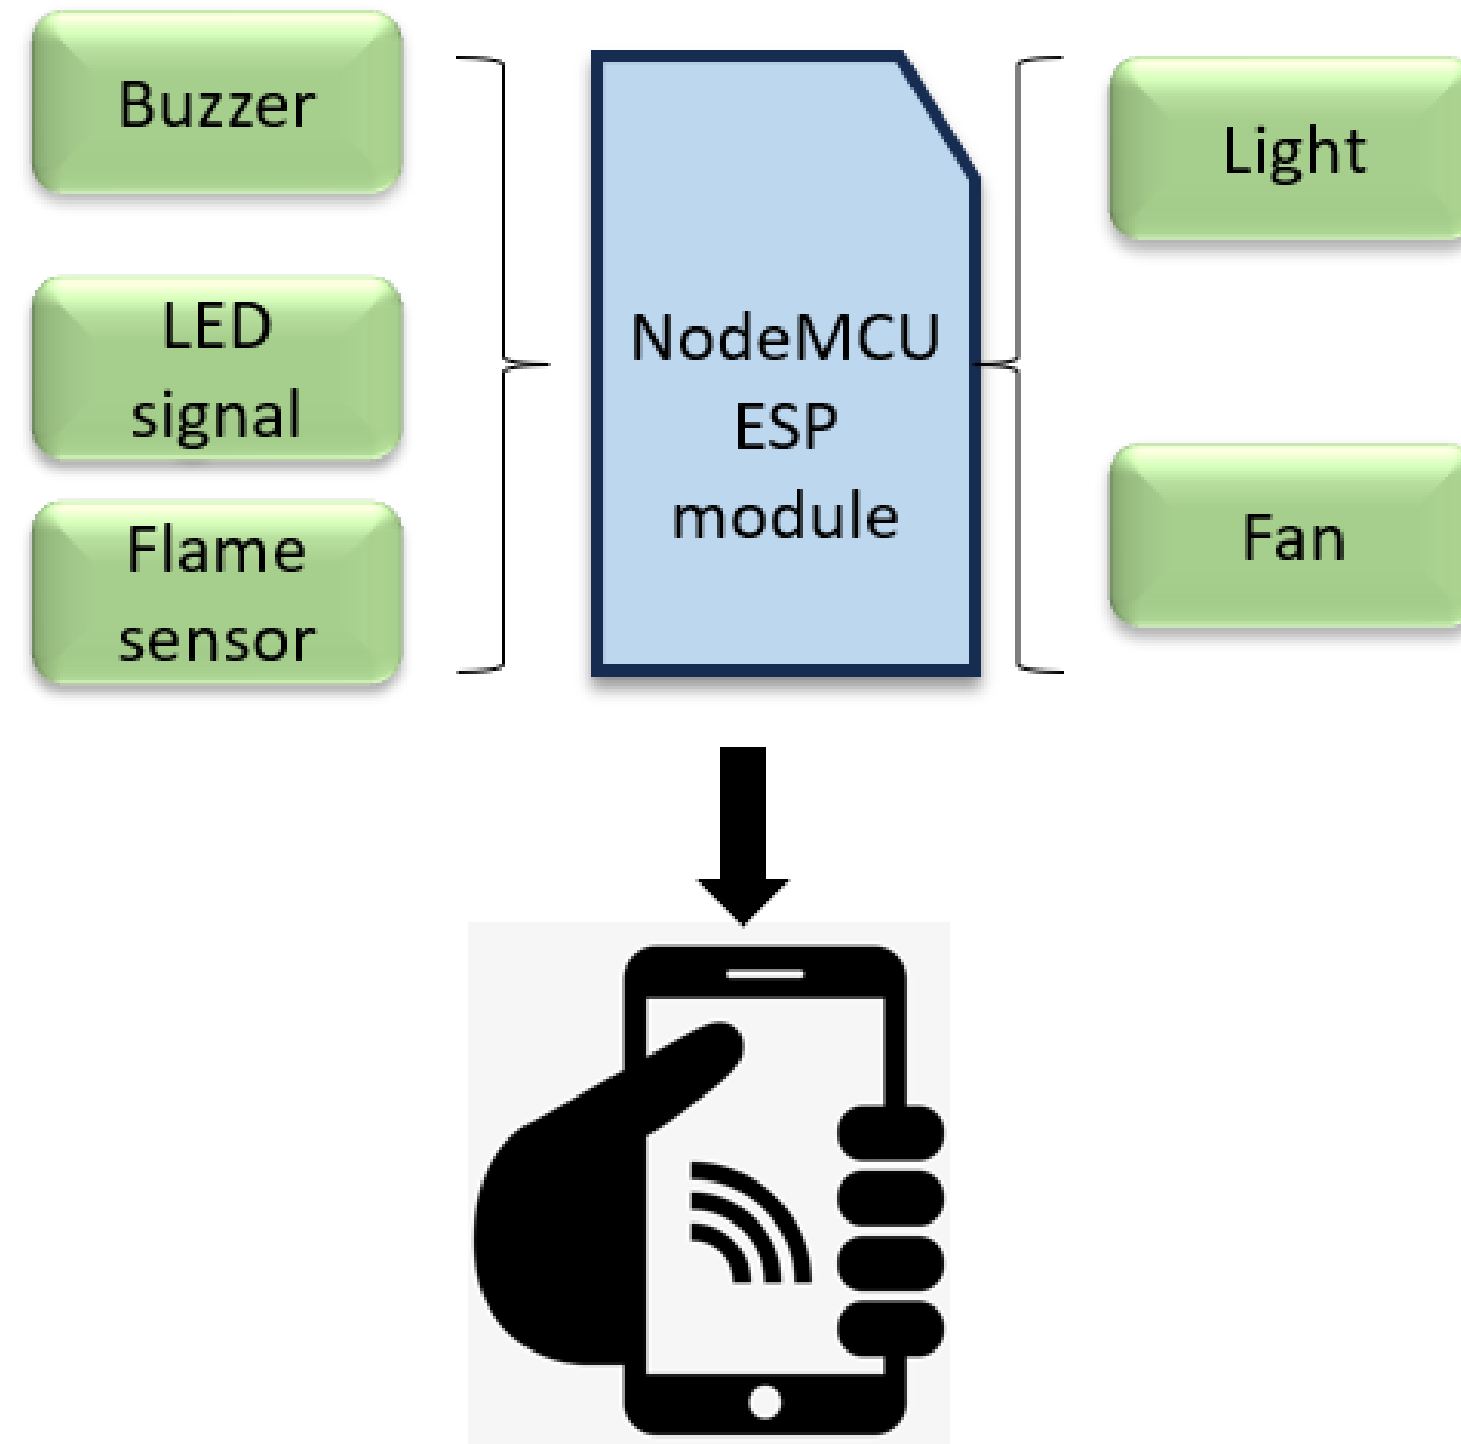 Buzzer
LED
signal
Flame
sensor
NodeMCU
ESP
module
Light
Fan